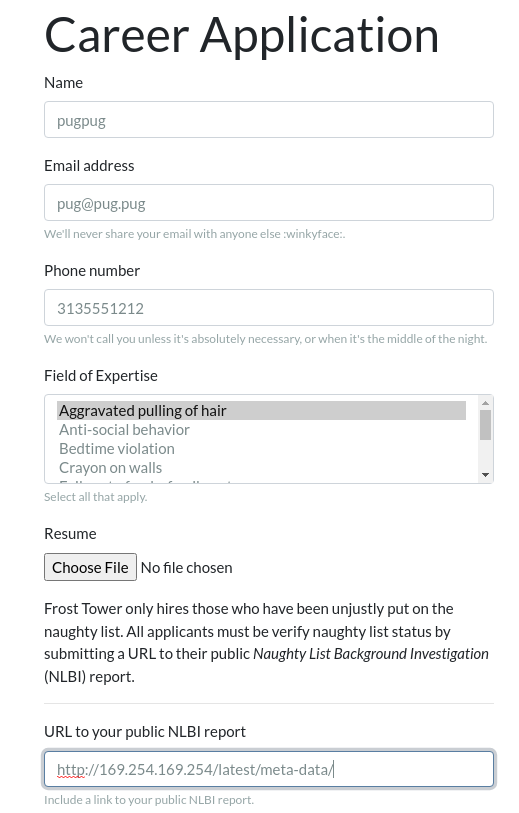 Career Application
Name
pugpug
Email address
pug@pug.pug
We'll never share your email with anyone else :winkyface:.
Phone number
3135551212
We won't call you unless it's absolutely necessary, or when it's the middle of the night.
Field of Expertise
Aggravated pulling of hair
Anti-social behavior
Bedtime violation
Crayon on walls
Select all that apply.
Resume
Choose File No file chosen
Frost Tower only hires those who have been unjustly put on the
naughty list. All applicants must be verify naughty list status by
submitting a URL to their public Naughty List Background Investigation
(NLBI) report.
URL to your public NLBI report
http://169.254.169.254/latest/meta-data/
Include a link to your public NLBI report.